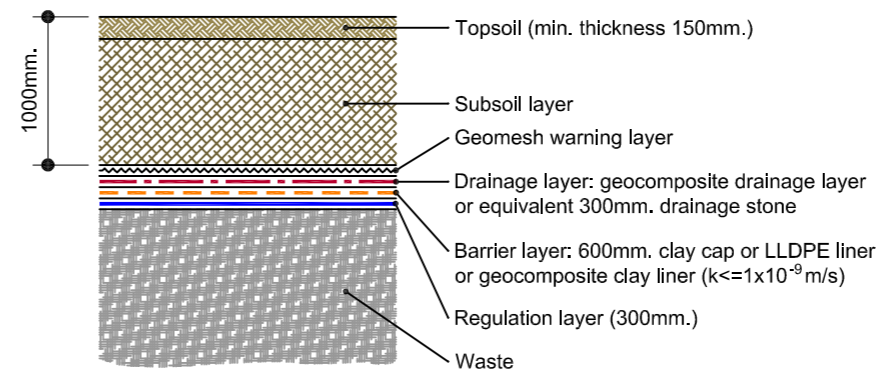 1000mm.
Topsoil (min. thickness 150mm.)
Subsoil layer
Geomesh warning layer
Drainage layer: geocomposite drainage layer
or equivalent 300mm. drainage stone
Barrier layer: 600mm. clay cap or LLDPE liner
or geocomposite clay liner (k<=1x10⁻⁹m/s)
Regulation layer (300mm.)
Waste